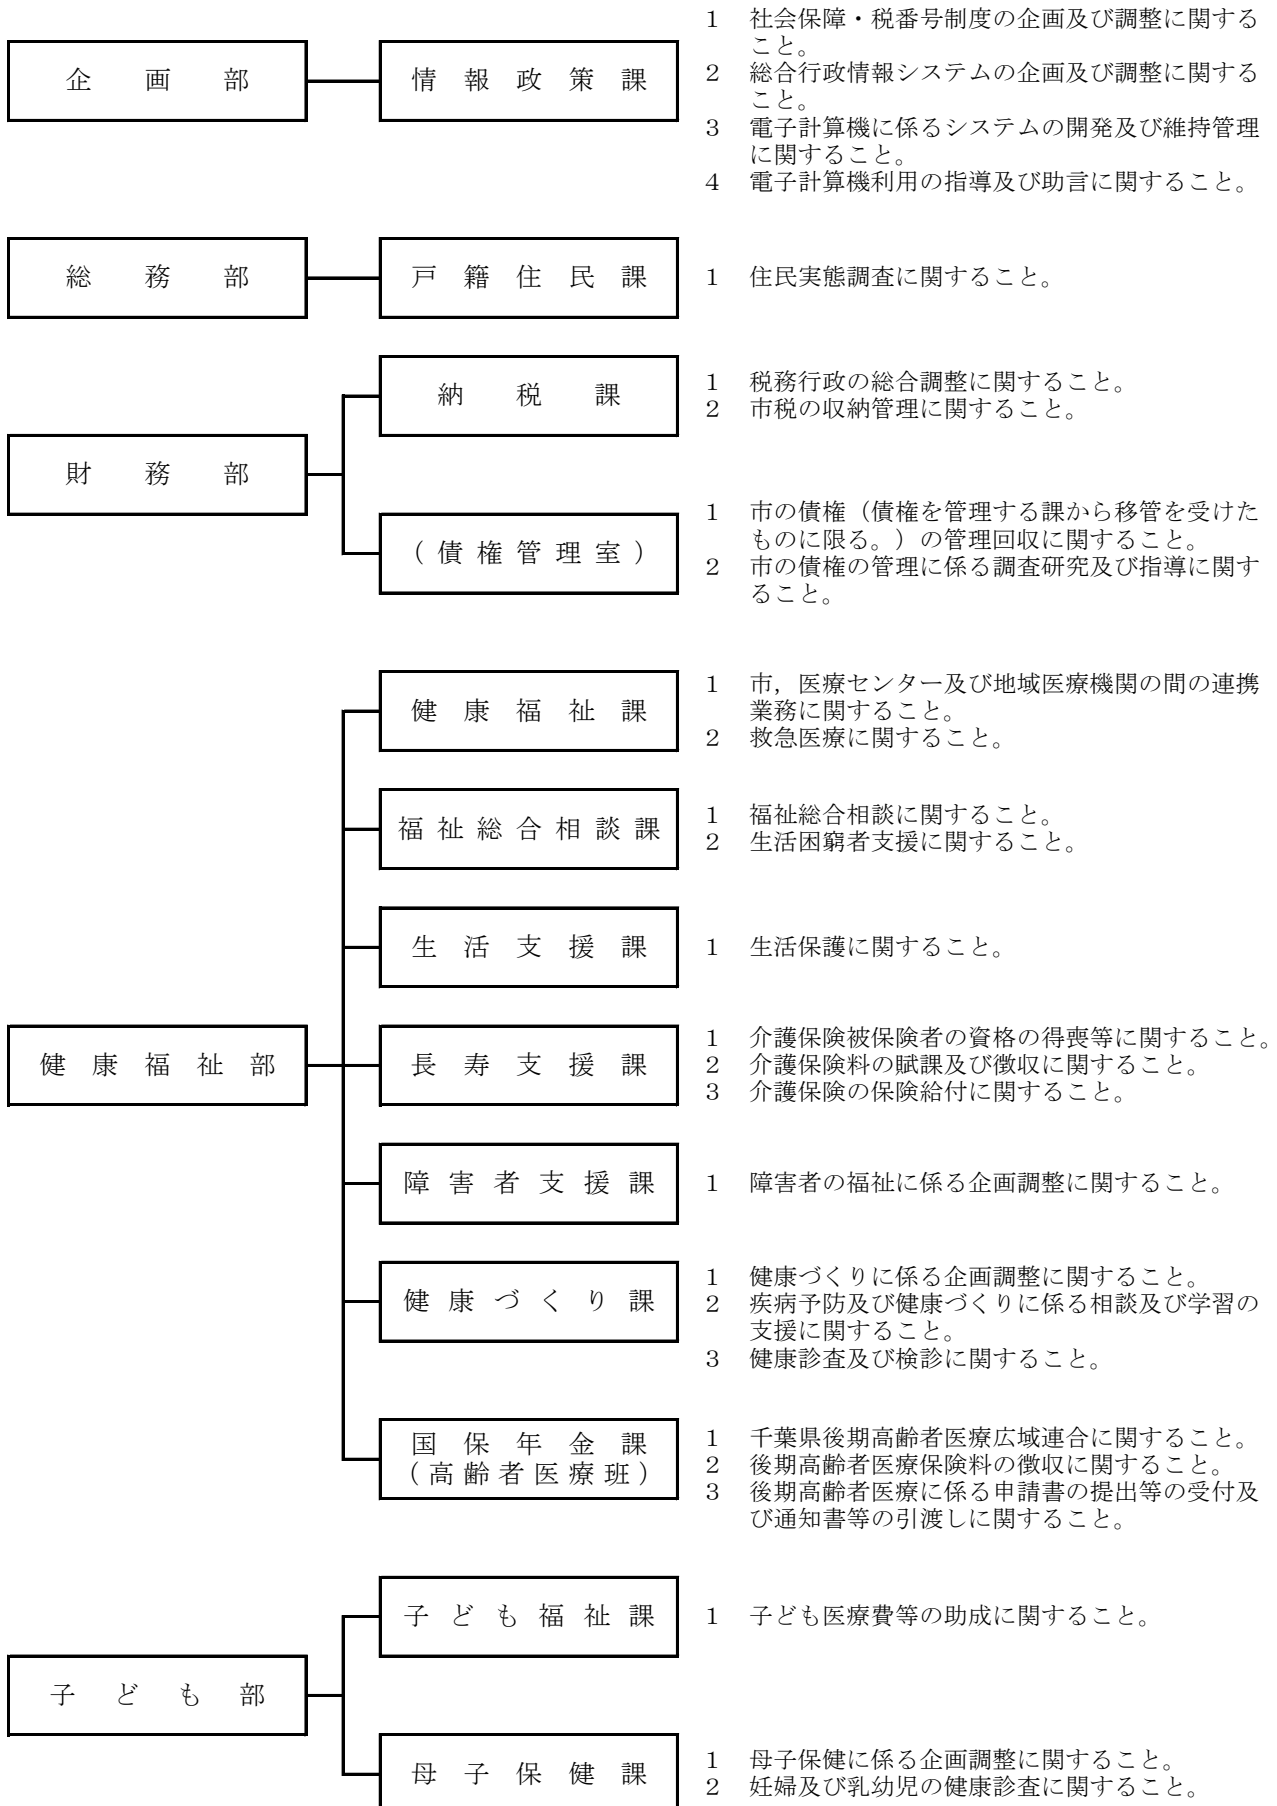 企画部
情報政策課
1 社会保障・税番号制度の企画及び調整に関する
こと。
2 総合行政情報システムの企画及び調整に関する
こと。
3 電子計算機に係るシステムの開発及び維持管理
に関すること。
4 電子計算機利用の指導及び助言に関すること。
総務部
戸籍住民課
1 住民実態調査に関すること。
財務部
納税課
1 税務行政の総合調整に関すること。
2 市税の収納管理に関すること。
(債権管理室)
1 市の債権（債権を管理する課から移管を受けた
ものに限る。）の管理回収に関すること。
2 市の債権の管理に係る調査研究及び指導に関す
ること。
健康福祉部
健康福祉課
1 市，医療センター及び地域医療機関の間の連携
業務に関すること。
2 救急医療に関すること。
福祉総合相談課
1 福祉総合相談に関すること。
2 生活困窮者支援に関すること。
生活支援課
1 生活保護に関すること。
長寿支援課
1 介護保険被保険者の資格の得喪等に関すること。
2 介護保険料の賦課及び徴収に関すること。
3 介護保険の保険給付に関すること。
障害者支援課
1 障害者の福祉に係る企画調整に関すること。
健康づくり課
1 健康づくりに係る企画調整に関すること。
2 疾病予防及び健康づくりに係る相談及び学習の
支援に関すること。
3 健康診査及び検診に関すること。
国保年金課
(高齢者医療班)
1 千葉県後期高齢者医療広域連合に関すること。
2 後期高齢者医療保険料の徴収に関すること。
3 後期高齢者医療に係る申請書の提出等の受付及
び通知書等の引渡しに関すること。
子ども部
子ども福祉課
1 子ども医療費等の助成に関すること。
母子保健課
1 母子保健に係る企画調整に関すること。
2 妊婦及び乳幼児の健康診査に関すること。